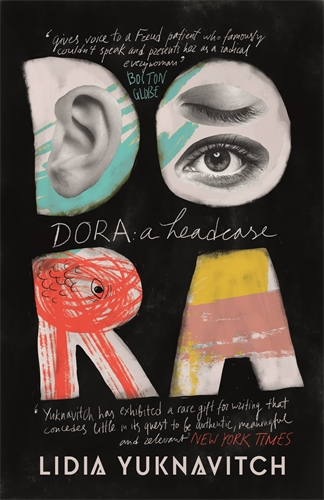 'gives voice to a Freud patient who famously
couldn't speak and presents her as a radical
everywoman'
BOSTON
GLOBE
DO
DORA: a headcase
RA
'Yuknavitch has exhibited a rare gift for writing that
concedes little in its quest to be authentic, meaningful
and relevant' NEW YORK TIMES
LIDIA YUKNAVITCH